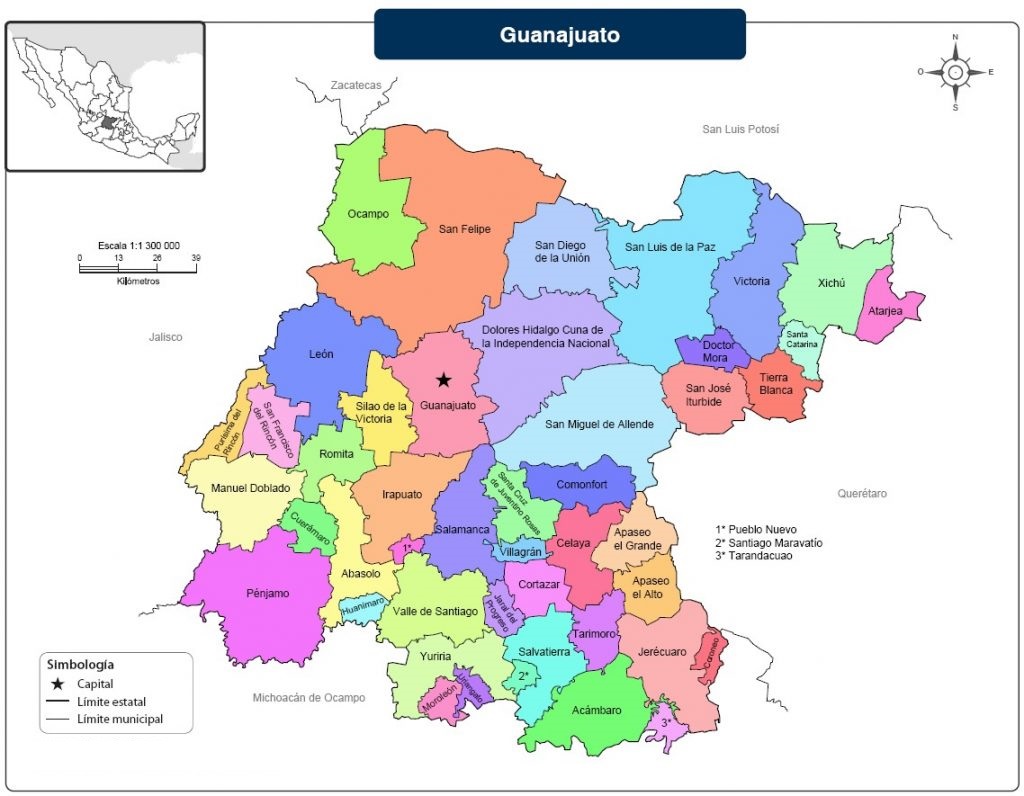 Guanajuato
Zacatecas
N
O
E
S
San Luis Potosí
Ocampo
San Felipe
San Diego
de la Unión
San Luis de la Paz
Victoria
Xichú
Atarjea
Escala 1:1 300 000
0 13 26 39
Kilómetros
Jalisco
León
Dolores Hidalgo Cuna de
la Independencia Nacional
Doctor
Mora
Santa
Catarina
Tierra
Blanca
San José
Iturbide
Guanajuato
Silao de la
Victoria
Purísima del
Rincón
San Francisco
del Rincón
San Miguel de Allende
Romita
Manuel Doblado
Irapuato
Santa Cruz
de Juventino Rosas
Comonfort
Querétaro
Cuerámaro
Salamanca
Celaya
Apaseo
el Grande
1* Pueblo Nuevo
2* Santiago Maravatío
3* Tarandacuao
1*
Villagrán
Abasolo
Pénjamo
Huanimaro
Valle de Santiago
Jaral del
Progreso
Cortazar
Apaseo
el Alto
Tarimoro
Yuriria
Salvatierra
Jerécuaro
Coroneo
2*
Moroleón
Uriangato
Acámbaro
3*
Michoacán de Ocampo
Simbología
Capital
Límite estatal
Límite municipal